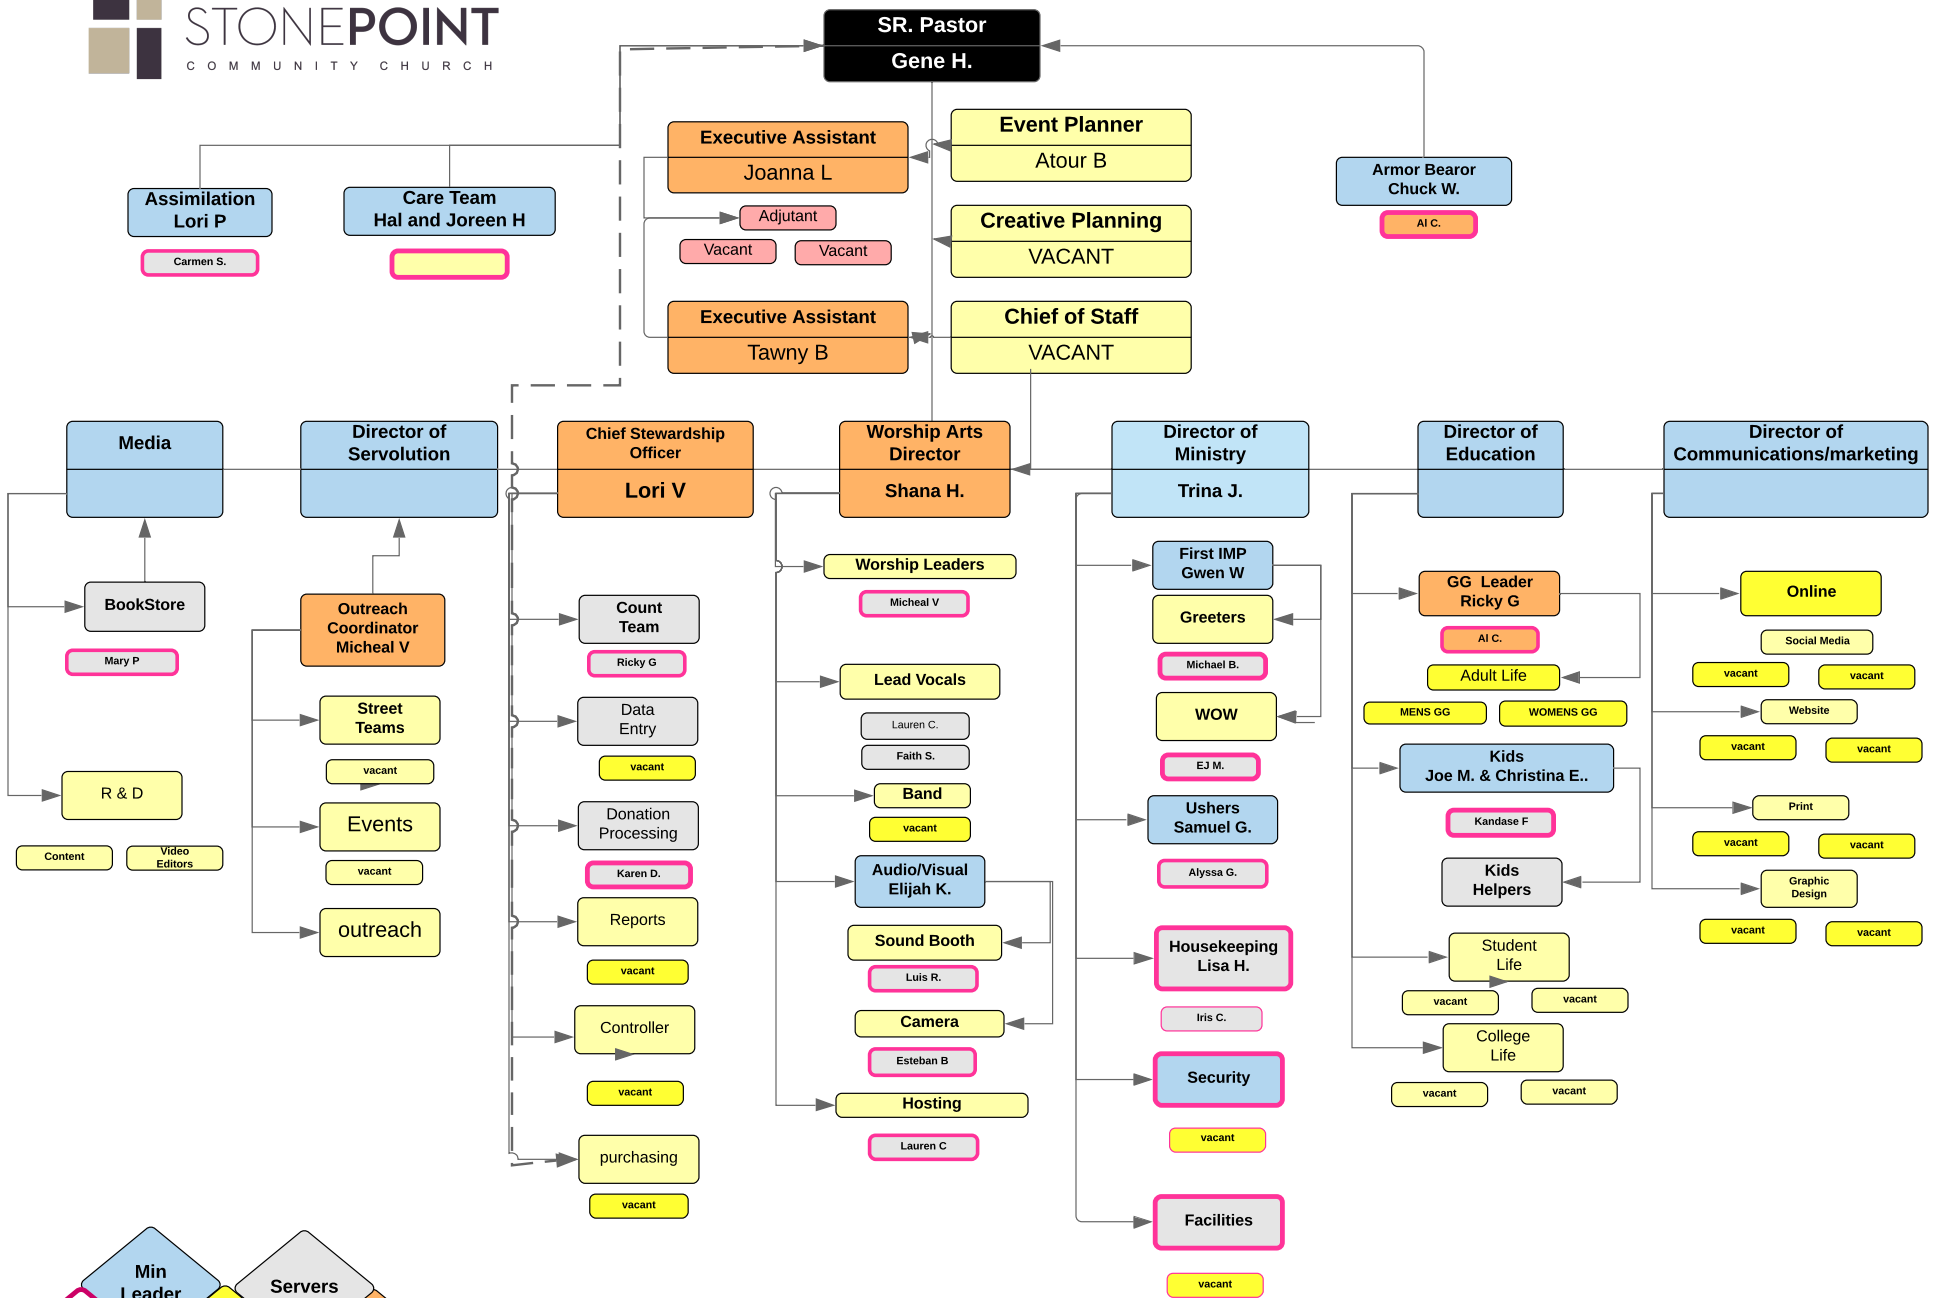 STONEPOINT
COMMUNITY CHURCH
SR. Pastor
Gene H.
Executive Assistant
Joanna L
Event Planner
Atour B
Armor Bearor
Chuck W.
Al C.
Assimilation
Lori P
Carmen S.
Care Team
Hal and Joreen H
Adjutant
Vacant
Vacant
Creative Planning
VACANT
Executive Assistant
Tawny B
Chief of Staff
VACANT
Media
BookStore
Mary P
R & D
Content
Video
Editors
Director of
Servolution
Outreach
Coordinator
Micheal V
Street
Teams
vacant
Events
vacant
outreach
Chief Stewardship
Officer
Lori V
Count
Team
Ricky G
Data
Entry
vacant
Donation
Processing
Karen D.
Reports
vacant
Controller
vacant
purchasing
vacant
Worship Arts
Director
Shana H.
Worship Leaders
Micheal V
Lead Vocals
Lauren C.
Faith S.
Band
vacant
Audio/Visual
Elijah K.
Sound Booth
Luis R.
Camera
Esteban B
Hosting
Lauren C
Director of
Ministry
Trina J.
First IMP
Gwen W
Greeters
Michael B.
WOW
EJ M.
Ushers
Samuel G.
Alyssa G.
Housekeeping
Lisa H.
Iris C.
Security
vacant
Facilities
vacant
Director of
Education
GG  Leader
Ricky G
Al C.
Adult Life
MENS GG
WOMENS GG
Kids
Joe M. & Christina E..
Kandase F
Kids
Helpers
Student
Life
vacant
vacant
College
Life
vacant
vacant
Director of
Communications/marketing
Online
Social Media
vacant
vacant
Website
vacant
vacant
Print
vacant
vacant
Graphic
Design
vacant
vacant
Min
Leader
Servers